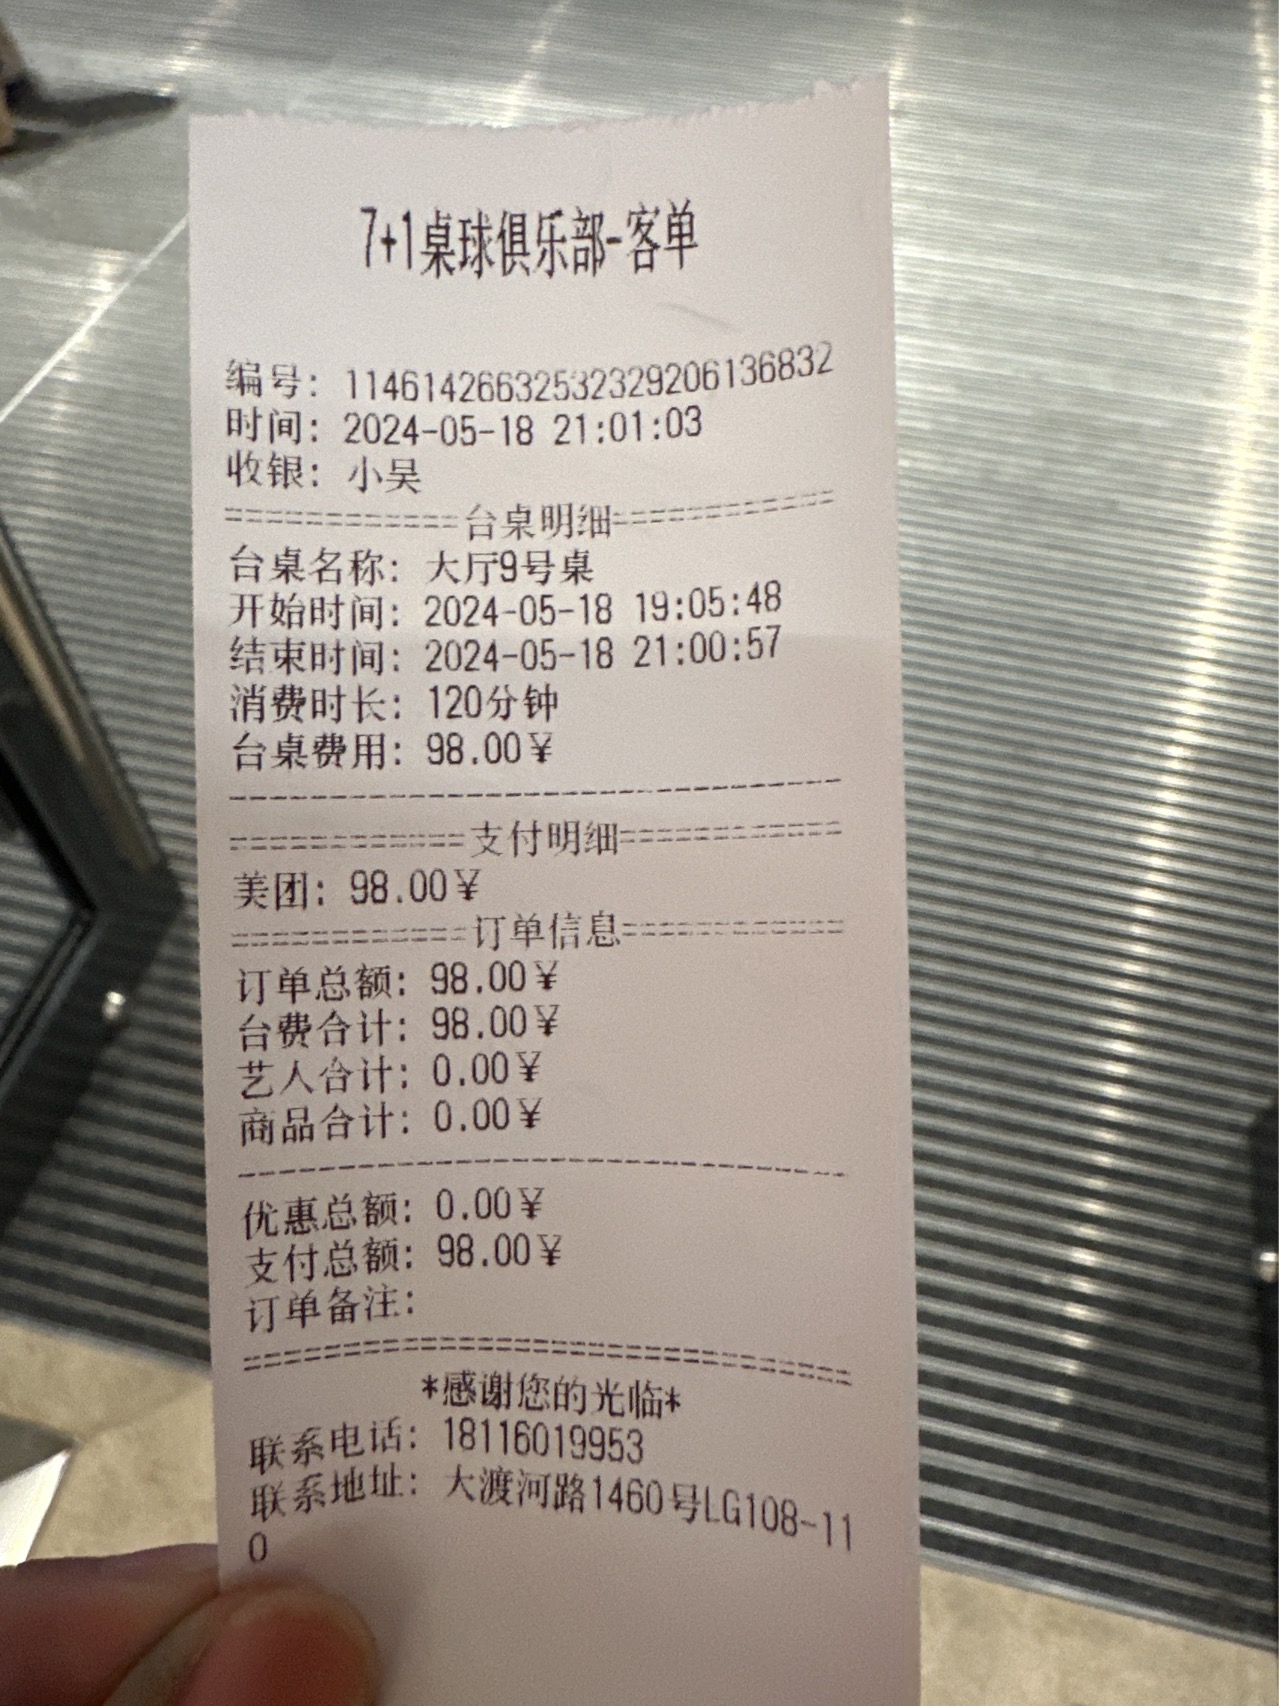 7+1桌球俱乐部-客单
编号: 1146142663253232920613683​2
时间: 2024-05-18 21:01:03
收银: 小吴
============台桌明细============
台桌名称: 大厅9号桌
开始时间: 2024-05-18 19:05:48
结束时间: 2024-05-18 21:00:57
消费时长: 120分钟
台桌费用: 98.00¥
--------------------------------
============支付明细============
美团: 98.00¥
============订单信息============
订单总额: 98.00¥
台费合计: 98.00¥
艺人合计: 0.00¥
商品合计: 0.00¥
--------------------------------
优惠总额: 0.00¥
支付总额: 98.00¥
订单备注:
================================
*感谢您的光临*
联系电话: 18116019953
联系地址: 大渡河路1460号LG108-11
0